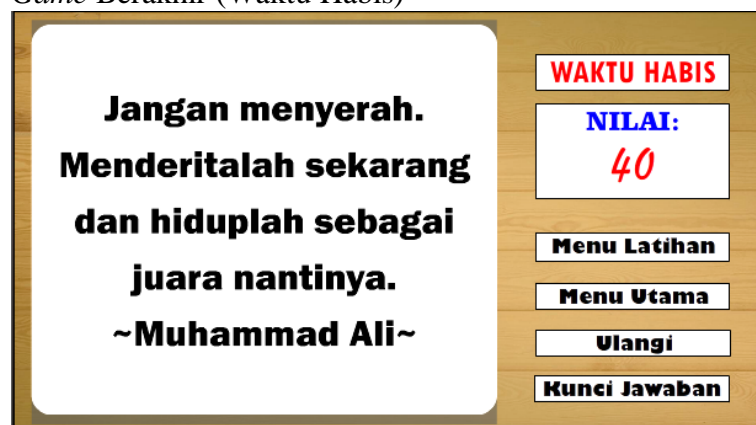 Game Berakhir (Waktu Habis)
Jangan menyerah.
Menderitalah sekarang
dan hiduplah sebagai
juara nantinya.
~Muhammad Ali~
WAKTU HABIS
NILAI:
40
Menu Latihan
Menu Utama
Ulangi
Kunci Jawaban